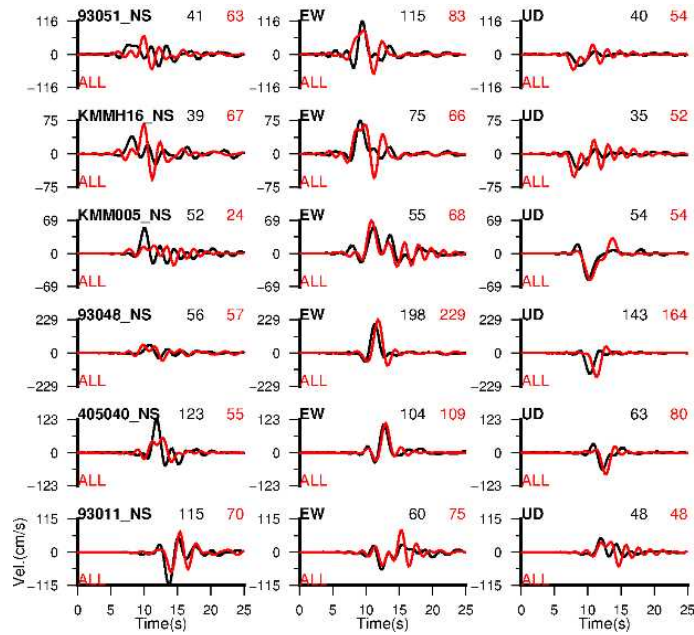 93051_NS 41 63 EW 115 83 UD 40 54
116 116 116
0 0 0
−116 ALL −116 ALL −116 ALL
KMMH16_NS 39 67 EW 75 66 UD 35 52
75 75 75
0 0 0
−75 ALL −75 ALL −75 ALL
KMM005_NS 52 24 EW 55 68 UD 54 54
69 69 69
0 0 0
−69 ALL −69 ALL −69 ALL
93048_NS 56 57 EW 198 229 UD 143 164
229 229 229
0 0 0
−229 ALL −229 ALL −229 ALL
405040_NS 123 55 EW 104 109 UD 63 80
123 123 123
0 0 0
−123 ALL −123 ALL −123 ALL
93011_NS 115 70 EW 60 75 UD 48 48
115 115 115
Vel.(cm/s) 0 0 0
−115 ALL −115 ALL −115 ALL
0 5 10 15 20 25 0 5 10 15 20 25 0 5 10 15 20 25
Time(s) Time(s) Time(s)